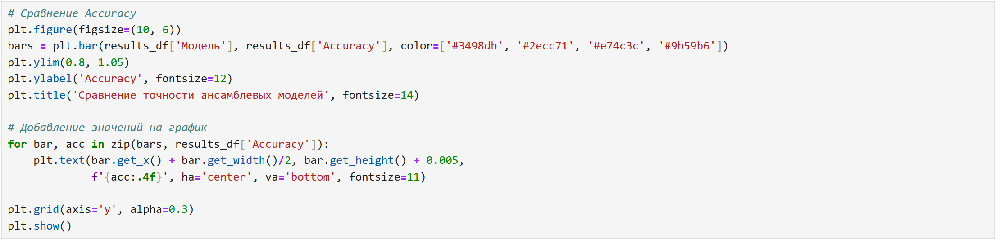 # Сравнение Accuracy
plt.figure(figsize=(10, 6))
bars = plt.bar(results_df['Модель'], results_df['Accuracy'], color=['#3498db', '#2ecc71', '#e74c3c', '#9b59b6'])
plt.ylim(0.8, 1.05)
plt.ylabel('Accuracy', fontsize=12)
plt.title('Сравнение точности ансамблевых моделей', fontsize=14)

# Добавление значений на график
for bar, acc in zip(bars, results_df['Accuracy']):
    plt.text(bar.get_x() + bar.get_width()/2, bar.get_height() + 0.005,
             f'{acc:.4f}', ha='center', va='bottom', fontsize=11)

plt.grid(axis='y', alpha=0.3)
plt.show()